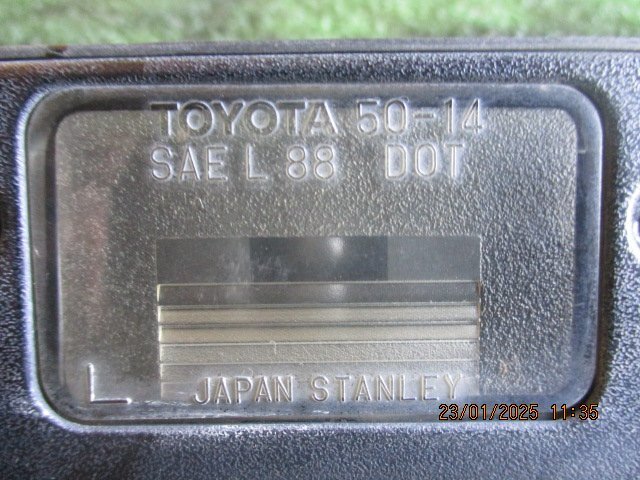 TOYOTA 50-14
SAE L 88 DOT
L
JAPAN STANLEY
23/01/2025 11:35